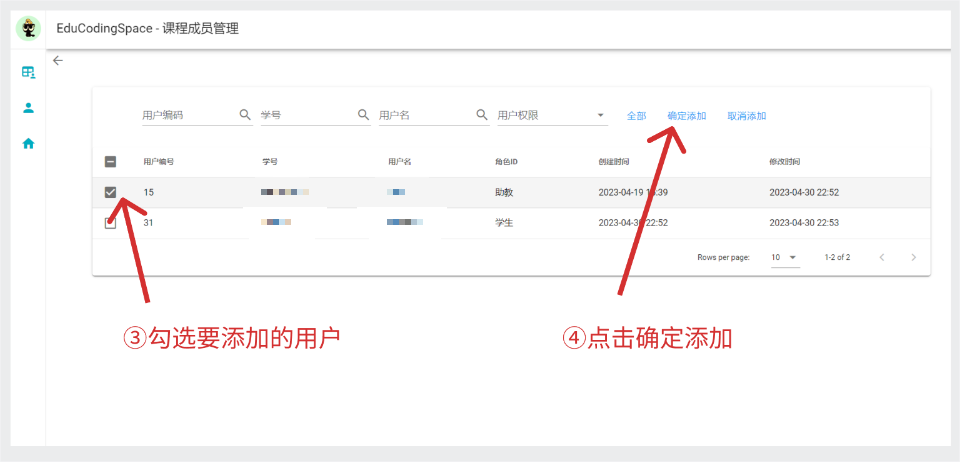 EduCodingSpace - 课程成员管理
用户编码 学号 用户名 用户权限 全部 确定添加 取消添加
用户编号 学号 用户名 角色ID 创建时间 修改时间
15 助教 2023-04-19 39 2023-04-30 22:52
31 学生 2023-04-30 22:52 2023-04-30 22:53
Rows per page: 10 1-2 of 2
③勾选要添加的用户
④点击确定添加